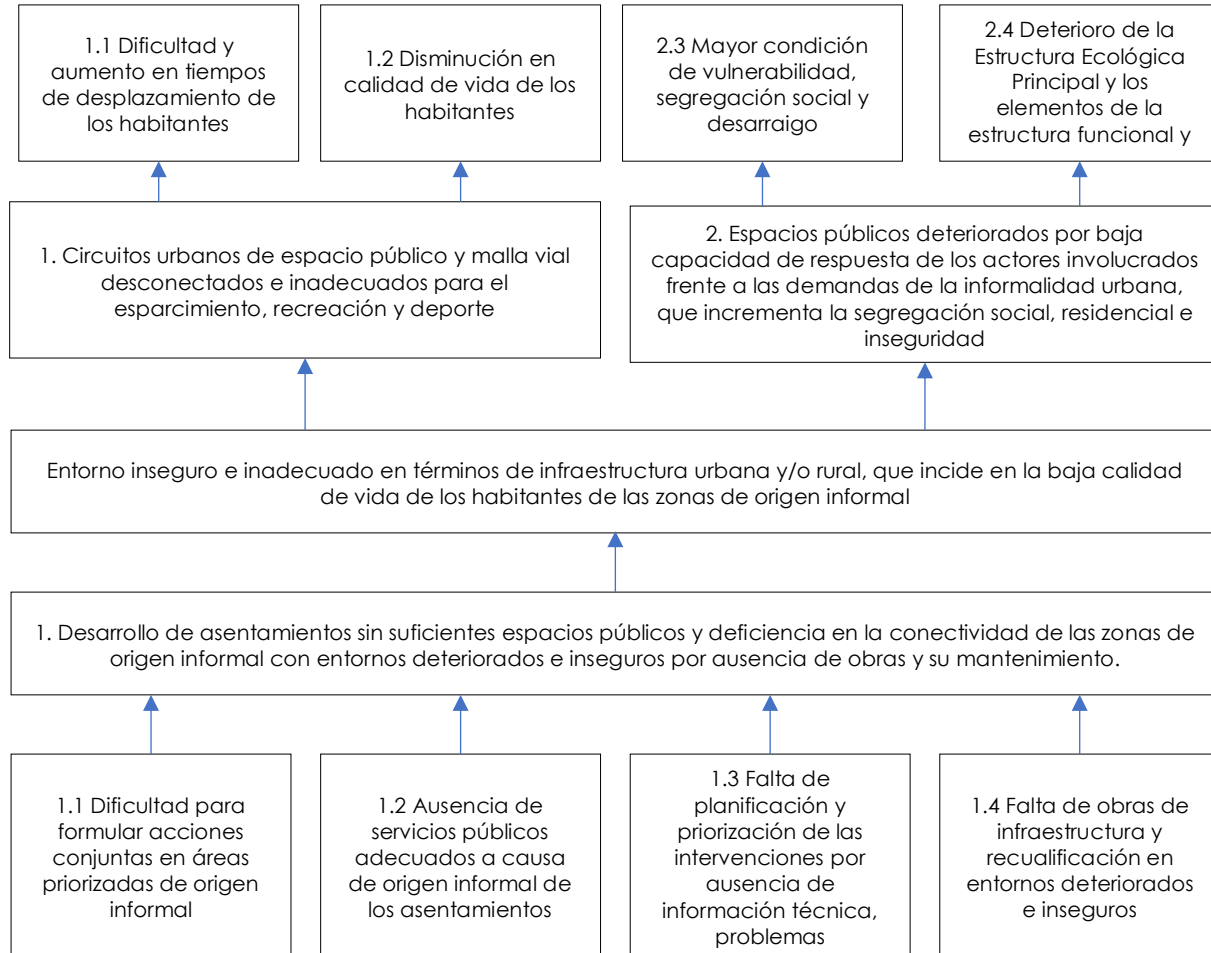 1.1 Dificultad y
aumento en tiempos
de desplazamiento de
los habitantes
1.2 Disminución en
calidad de vida de los
habitantes
2.3 Mayor condición
de vulnerabilidad,
segregación social y
desarraigo
2.4 Deterioro de la
Estructura Ecológica
Principal y los
elementos de la
estructura funcional y
1. Circuitos urbanos de espacio público y malla vial
desconectados e inadecuados para el
esparcimiento, recreación y deporte
2. Espacios públicos deteriorados por baja
capacidad de respuesta de los actores involucrados
frente a las demandas de la informalidad urbana,
que incrementa la segregación social, residencial e
inseguridad
Entorno inseguro e inadecuado en términos de infraestructura urbana y/o rural, que incide en la baja calidad
de vida de los habitantes de las zonas de origen informal
1. Desarrollo de asentamientos sin suficientes espacios públicos y deficiencia en la conectividad de las zonas de
origen informal con entornos deteriorados e inseguros por ausencia de obras y su mantenimiento.
1.1 Dificultad para
formular acciones
conjuntas en áreas
priorizadas de origen
informal
1.2 Ausencia de
servicios públicos
adecuados a causa
de origen informal de
los asentamientos
1.3 Falta de
planificación y
priorización de las
intervenciones por
ausencia de
información técnica,
problemas
1.4 Falta de obras de
infraestructura y
recualificación en
entornos deteriorados
e inseguros